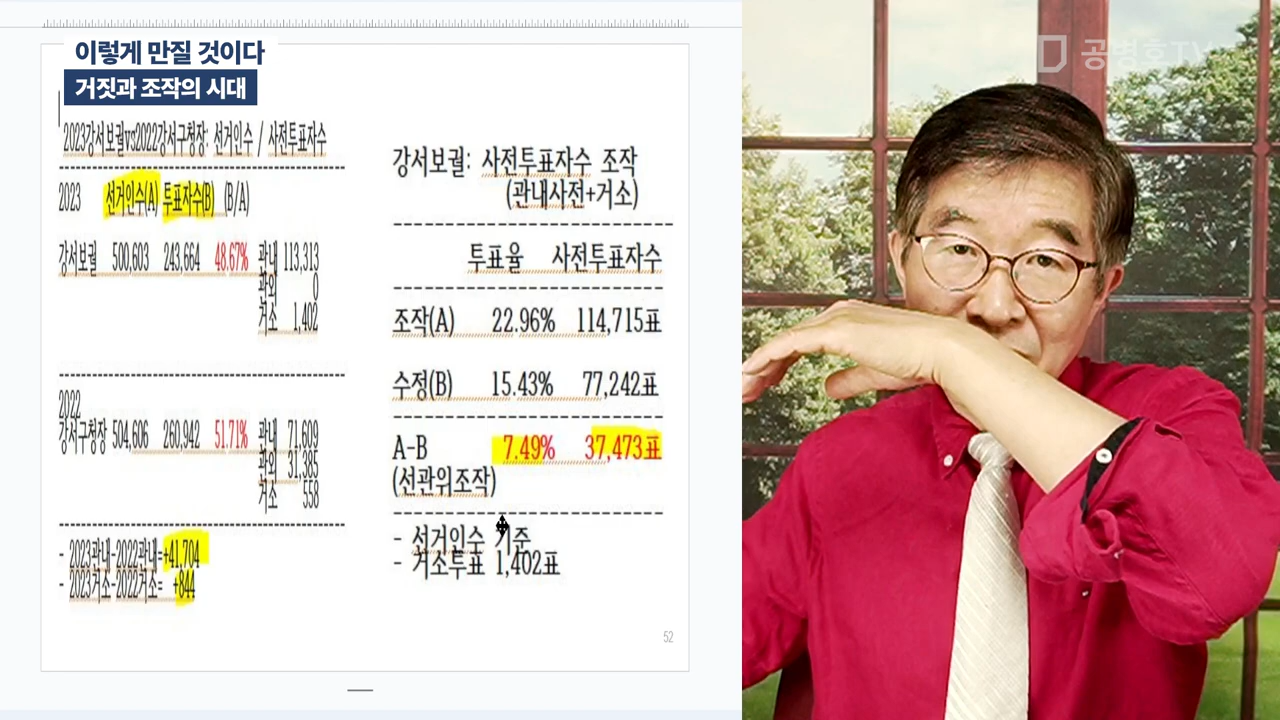 이렇게 만질 것이다
거짓과 조작의 시대
2023강서보궐vs2022강서구청장: 선거인수 / 사전투표자수
2023 선거인수(A) 투표자수(B) (B/A)
강서보궐 500,603 243,664 48.67% 관내 113,313
관외 0
거소 1,402
2022
강서구청장 504,606 260,942 51.71% 관내 71,609
관외 31,385
거소 558
- 2023관내-2022관내=+41,704
- 2023거소-2022거소= +844
강서보궐: 사전투표자수 조작
(관내사전+거소)
투표율 사전투표자수
조작(A) 22.96% 114,715표
수정(B) 15.43% 77,242표
A-B 7.49% 37,473표
(선관위조작)
- 선거인수 기준
- 거소투표 1,402표
52
공병호TV